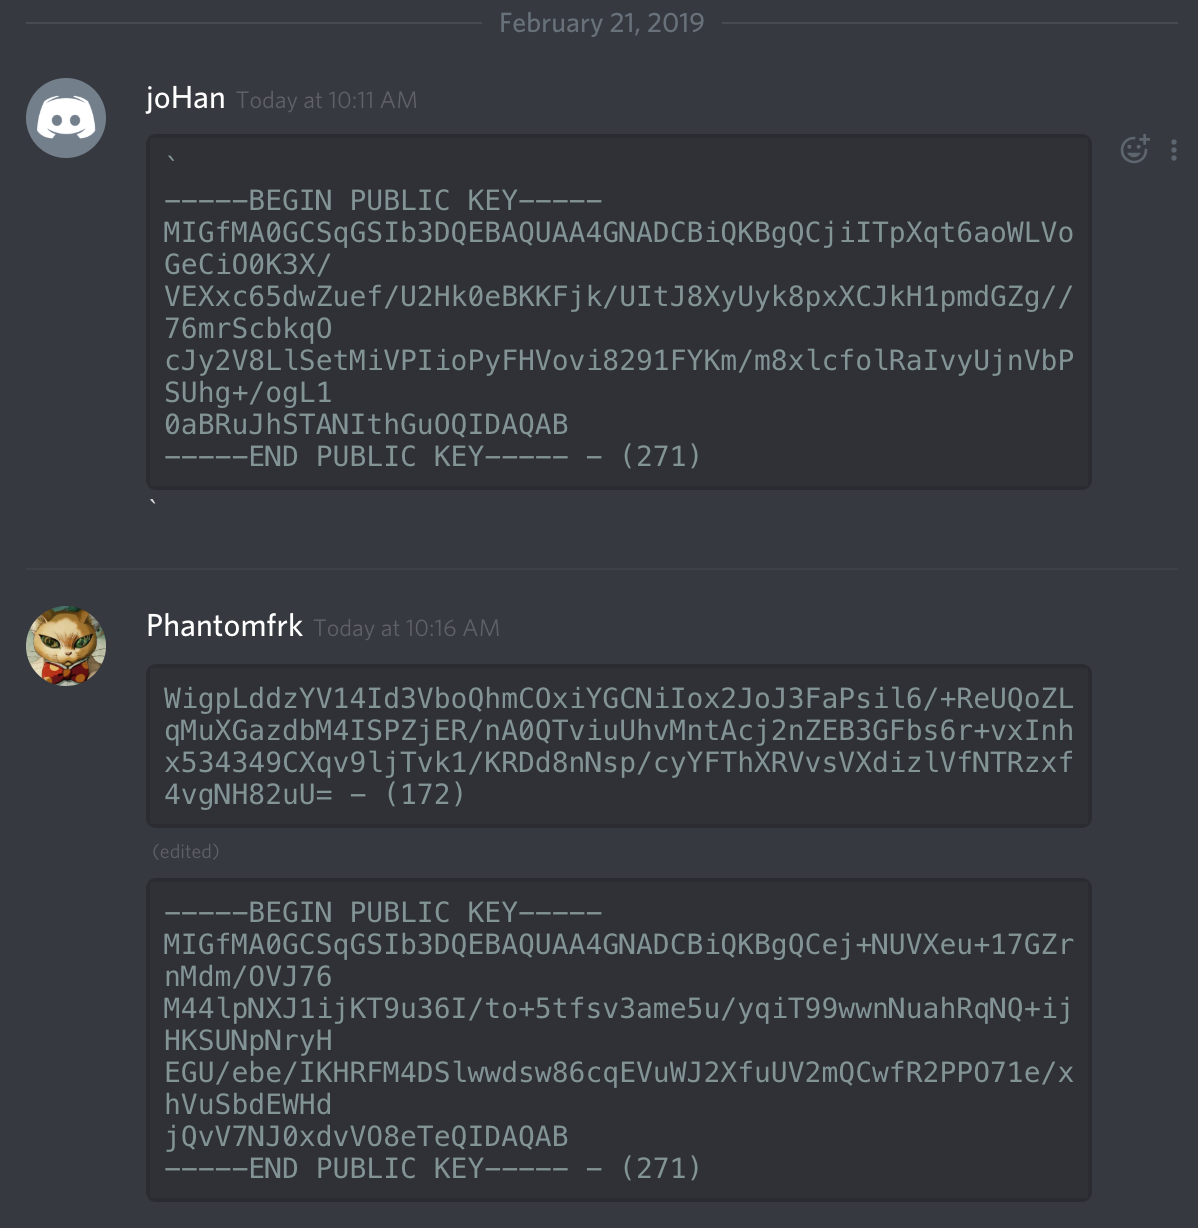 February 21, 2019
joHan Today at 10:11 AM
`
-----BEGIN PUBLIC KEY-----
MIGfMA0GCSqGSIb3DQEBAQUAA4GNADCBiQKBgQCjiITpXqt6aoWLVo
GeCiO0K3X/
VEXxc65dwZuef/U2Hk0eBKKFjk/UItJ8XyUyk8pxXCJkH1pmdGZg//
76mrScbkqO
cJy2V8LlSetMiVPIioPyFHVovi8291FYKm/m8xlcfolRaIvyUjnVbP
SUhg+/ogL1
0aBRuJhSTANIthGuOQIDAQAB
-----END PUBLIC KEY----- - (271)
`
Phantomfrk Today at 10:16 AM
WigpLddzYV14Id3VboQhmCOxiYGCNiIox2JoJ3FaPsil6/+ReUQoZL
qMuXGazdbM4ISPZjER/nA0QTviuUhvMntAcj2nZEB3GFbs6r+vxInh
x534349CXqv9ljTvk1/KRDd8nNsp/cyYFThXRVvsVXdizlVfNTRzxf
4vgNH82uU= - (172)
(edited)
-----BEGIN PUBLIC KEY-----
MIGfMA0GCSqGSIb3DQEBAQUAA4GNADCBiQKBgQCej+NUVXeu+17GZr
nMdm/OVJ76
M44lpNXJ1ijKT9u36I/to+5tfsv3ame5u/yqiT99wwnNuahRqNQ+ij
HKSUNpNryH
EGU/ebe/IKHRFM4DSlwwdsw86cqEVuWJ2XfuUV2mQCwfR2PPO71e/x
hVuSbdEWHd
jQvV7NJ0xdvVO8eTeQIDAQAB
-----END PUBLIC KEY----- - (271)